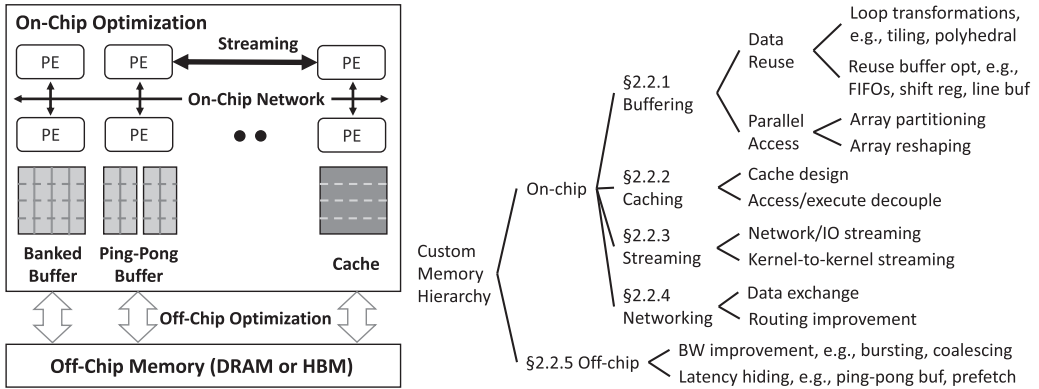 On-Chip Optimization
Streaming
PE
PE
PE
On-Chip Network
PE
PE
PE
Banked
Buffer
Ping-Pong
Buffer
Cache
Off-Chip Optimization
Off-Chip Memory (DRAM or HBM)
Custom
Memory
Hierarchy
On-chip
§2.2.1
Buffering
Data
Reuse
Loop transformations,
e.g., tiling, polyhedral
Reuse buffer opt, e.g.,
FIFOs, shift reg, line buf
Parallel
Access
Array partitioning
Array reshaping
§2.2.2
Caching
Cache design
Access/execute decouple
§2.2.3
Streaming
Network/IO streaming
Kernel-to-kernel streaming
§2.2.4
Networking
Data exchange
Routing improvement
§2.2.5 Off-chip
BW improvement, e.g., bursting, coalescing
Latency hiding, e.g., ping-pong buf, prefetch